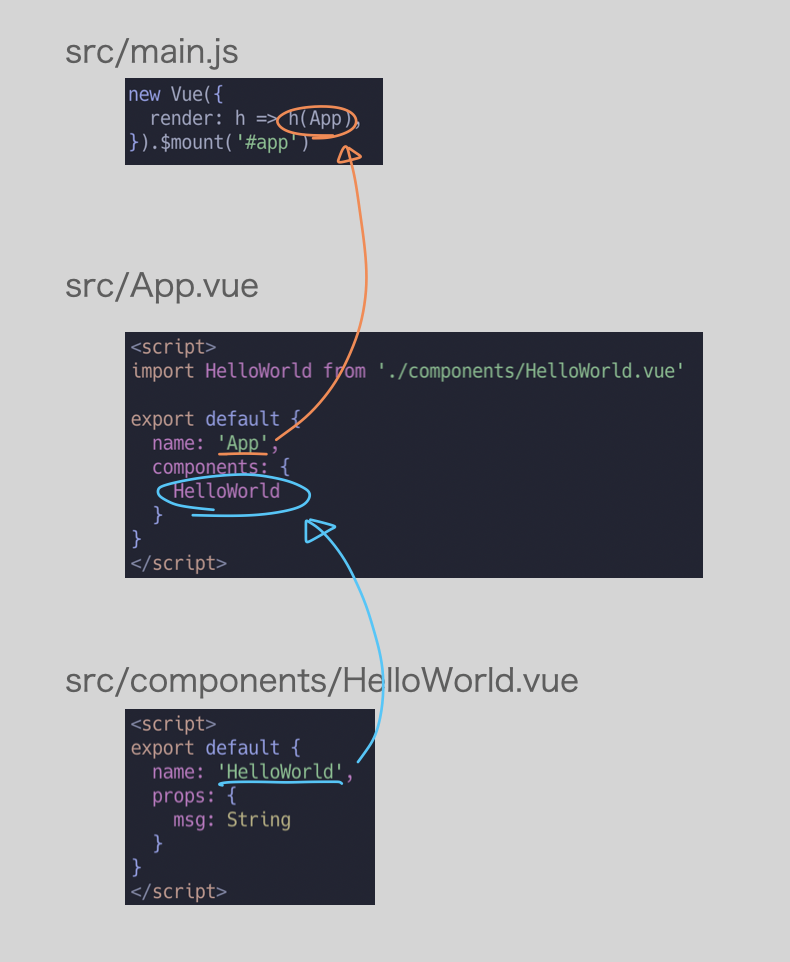 src/main.js
new Vue({
  render: h => h(App),
}).$mount('#app')
src/App.vue
<script>
import HelloWorld from './components/HelloWorld.vue'
export default {
  name: 'App',
  components: {
    HelloWorld
  }
}
</script>
src/components/HelloWorld.vue
<script>
export default {
  name: 'HelloWorld',
  props: {
    msg: String
  }
}
</script>